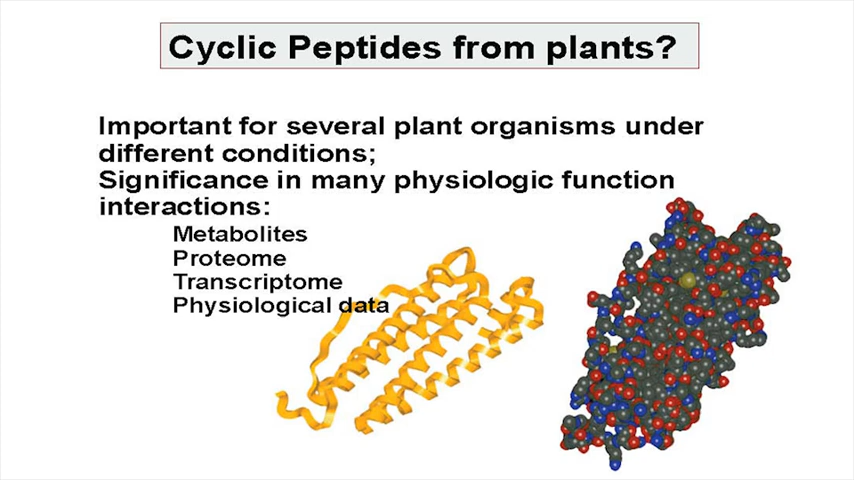 Cyclic Peptides from plants?
Important for several plant organisms under
different conditions;
Significance in many physiologic function
interactions:
Metabolites
Proteome
Transcriptome
Physiological data